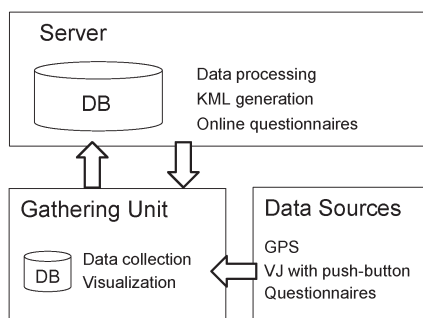 Server
DB
Data processing
KML generation
Online questionnaires
Gathering Unit
DB
Data collection
Visualization
Data Sources
GPS
VJ with push-button
Questionnaires